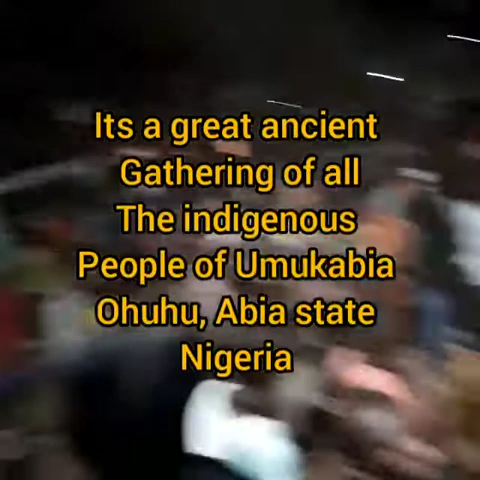 Its a great ancient
Gathering of all
The indigenous
People of Umukabia
Ohuhu, Abia state
Nigeria